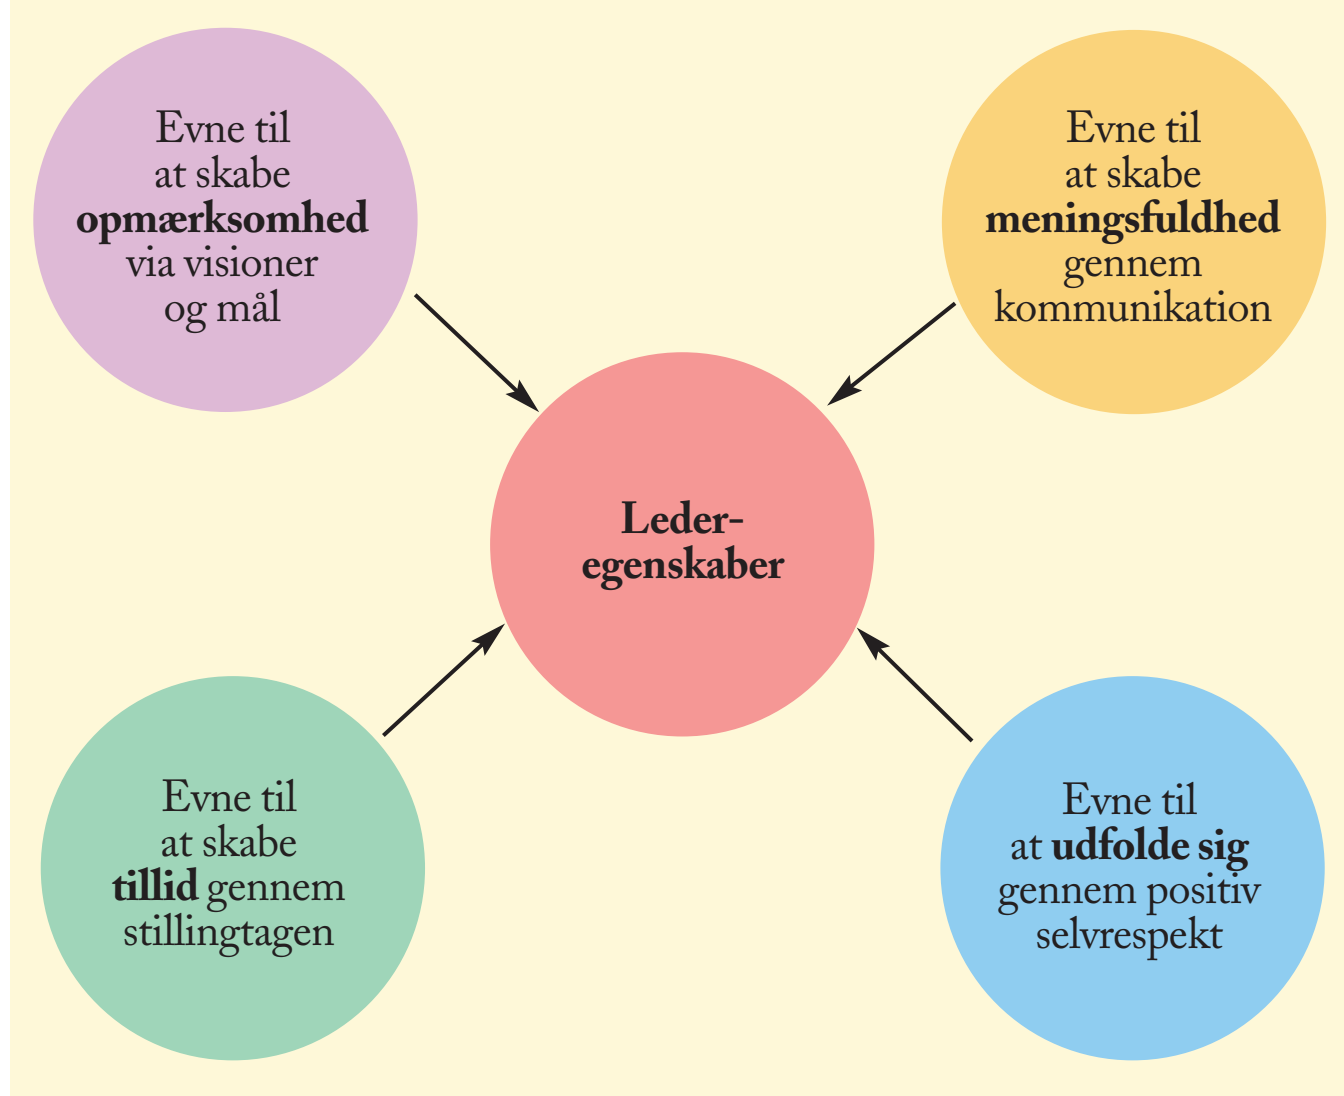 Evne til
at skabe
opmærksomhed
via visioner
og mål
Evne til
at skabe
meningsfuldhed
gennem
kommunikation
Leder-
egenskaber
Evne til
at skabe
tillid gennem
stillingtagen
Evne til
at udfolde sig
gennem positiv
selvrespekt